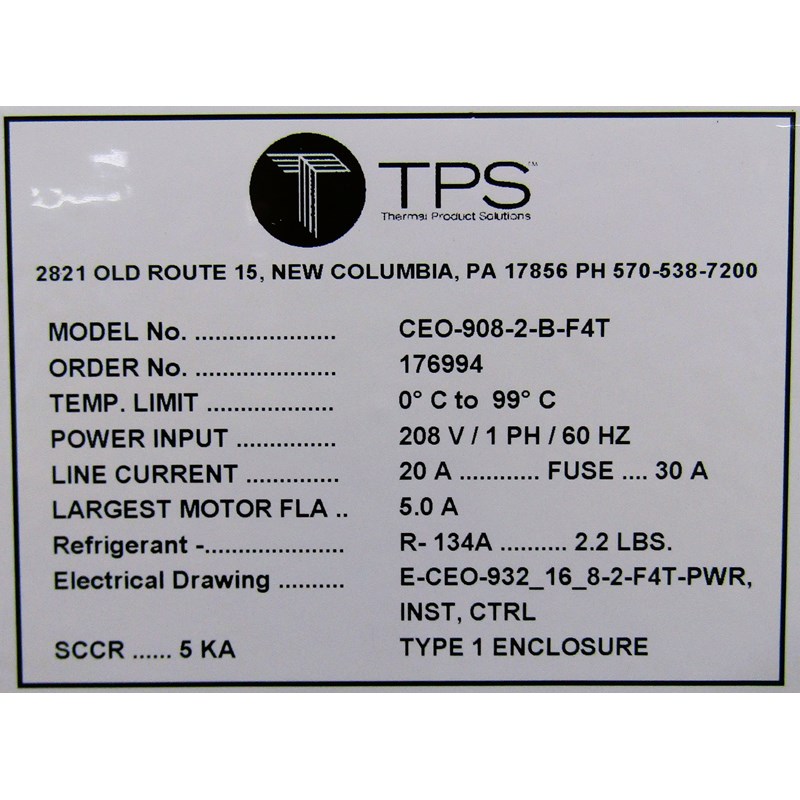 TPS™
Thermal Product Solutions
2821 OLD ROUTE 15, NEW COLUMBIA, PA 17856 PH 570-538-7200
MODEL No. ...................... CEO-908-2-B-F4T
ORDER No. ...................... 176994
TEMP. LIMIT .................... 0° C to 99° C
POWER INPUT ............... 208 V / 1 PH / 60 HZ
LINE CURRENT .............. 20 A ............ FUSE .... 30 A
LARGEST MOTOR FLA .. 5.0 A
Refrigerant -...................... R- 134A .......... 2.2 LBS.
Electrical Drawing .......... E-CEO-932_16_8-2-F4T-PWR,
INST, CTRL
SCCR ...... 5 KA TYPE 1 ENCLOSURE